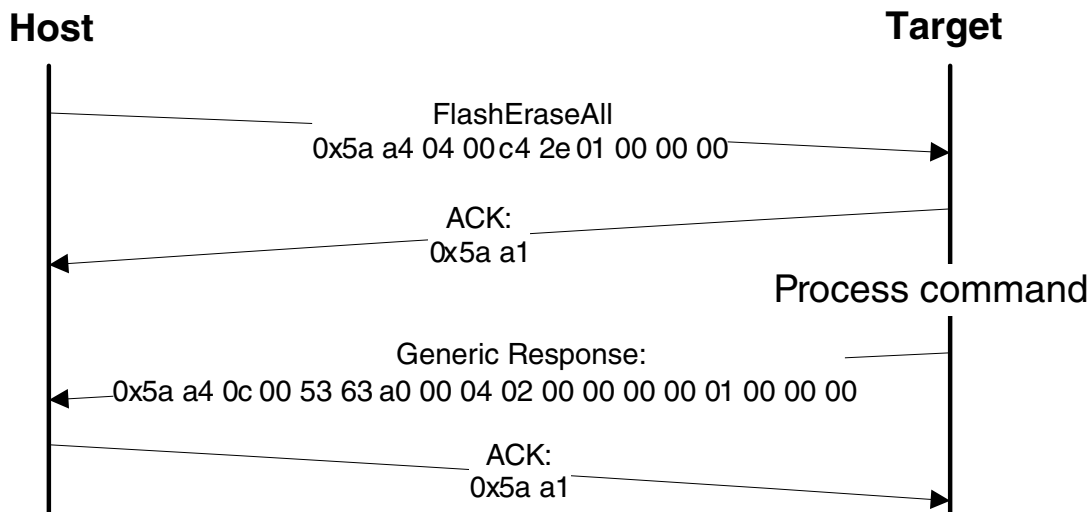 Host
Target
FlashEraseAll
0x5a a4 04 00 c4 2e 01 00 00 00
ACK:
0x5a a1
Process command
Generic Response:
0x5a a4 0c 00 53 63 a0 00 04 02 00 00 00 00 01 00 00 00
ACK:
0x5a a1